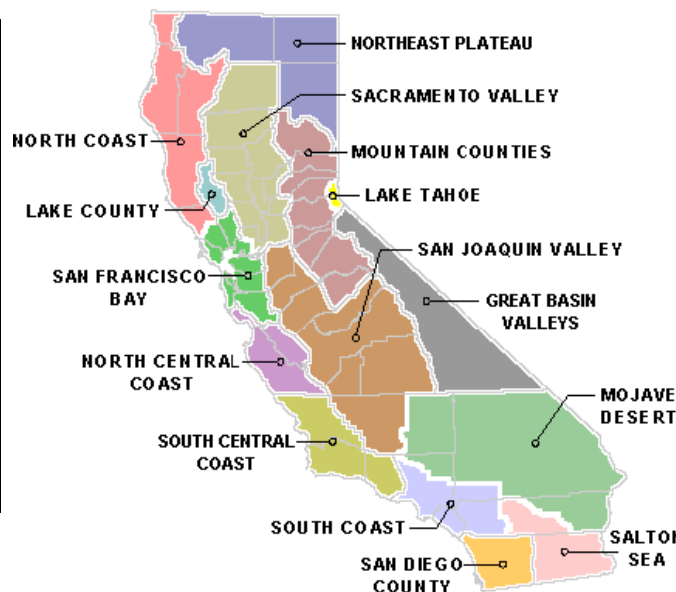 NORTHEAST PLATEAU
SACRAMENTO VALLEY
NORTH COAST
MOUNTAIN COUNTIES
LAKE TAHOE
LAKE COUNTY
SAN JOAQUIN VALLEY
SAN FRANCISCO
BAY
GREAT BASIN
VALLEYS
NORTH CENTRAL
COAST
MOJAVE
DESERT
SOUTH CENTRAL
COAST
SOUTH COAST
SALTON
SEA
SAN DIEGO
COUNTY